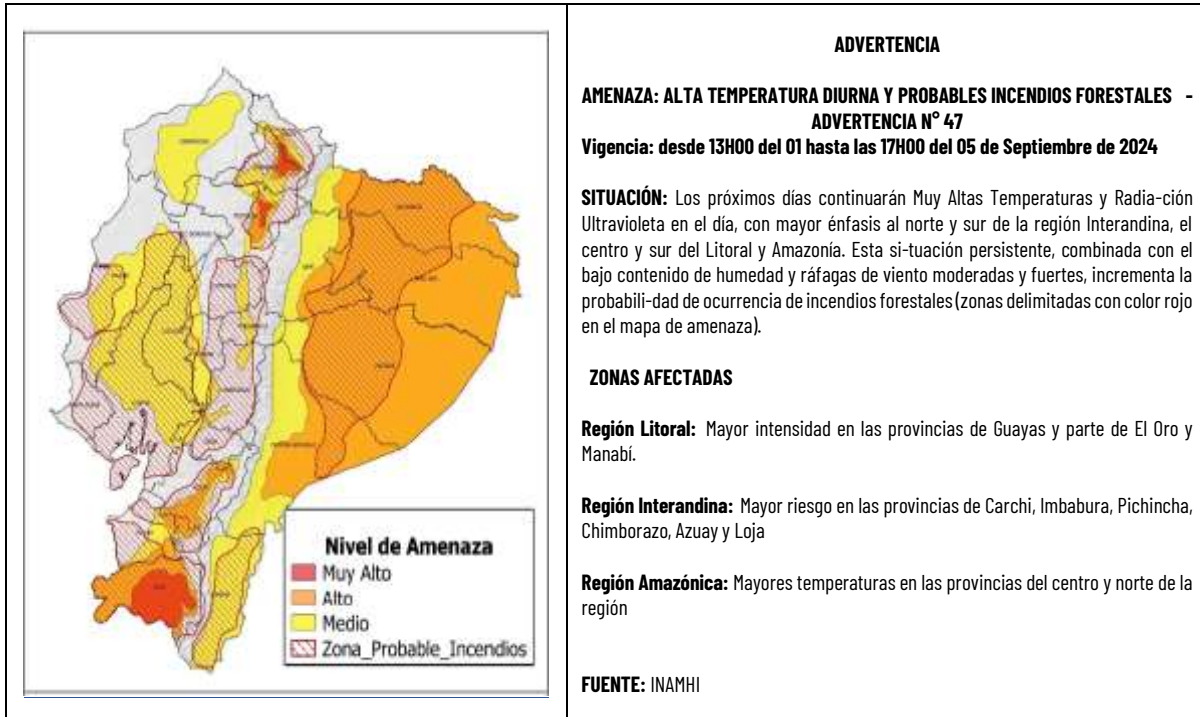 Nivel de Amenaza
Muy Alto
Alto
Medio
Zona_Probable_Incendios
ADVERTENCIA
AMENAZA: ALTA TEMPERATURA DIURNA Y PROBABLES INCENDIOS FORESTALES -
ADVERTENCIA N° 47
Vigencia: desde 13H00 del 01 hasta las 17H00 del 05 de Septiembre de 2024
SITUACIÓN: Los próximos días continuarán Muy Altas Temperaturas y Radia-ción
Ultravioleta en el día, con mayor énfasis al norte y sur de la región Interandina, el
centro y sur del Litoral y Amazonía. Esta si-tuación persistente, combinada con el
bajo contenido de humedad y ráfagas de viento moderadas y fuertes, incrementa la
probabili-dad de ocurrencia de incendios forestales (zonas delimitadas con color rojo
en el mapa de amenaza).
ZONAS AFECTADAS
Región Litoral: Mayor intensidad en las provincias de Guayas y parte de El Oro y
Manabí.
Región Interandina: Mayor riesgo en las provincias de Carchi, Imbabura, Pichincha,
Chimborazo, Azuay y Loja
Región Amazónica: Mayores temperaturas en las provincias del centro y norte de la
región
FUENTE: INAMHI